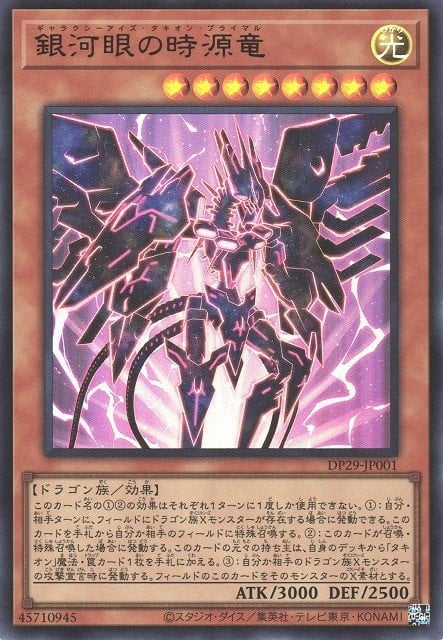 ギャラクシーアイズ・タキオン・プライマル
銀河眼の時源竜
ひかり
光
DP29-JP001
【ドラゴン族／効果】
このカード名の①②の効果はそれぞれ1ターンに1度しか使用できない。①：自分・
相手ターンに、フィールドにドラゴン族Xモンスターが存在する場合に発動できる。この
カードを手札から自分か相手のフィールドに特殊召喚する。②：このカードが召喚・
特殊召喚した場合に発動する。このカードの元々の持ち主は、自身のデッキから「タキ
オン」魔法・罠カード1枚を手札に加える。③：自分か相手のドラゴン族Xモンスター
の攻撃宣言時に発動する。フィールドのこのカードをそのモンスターのX素材とする。
ATK/3000 DEF/2500
45710945
©スタジオ・ダイス／集英社・テレビ東京・KONAMI